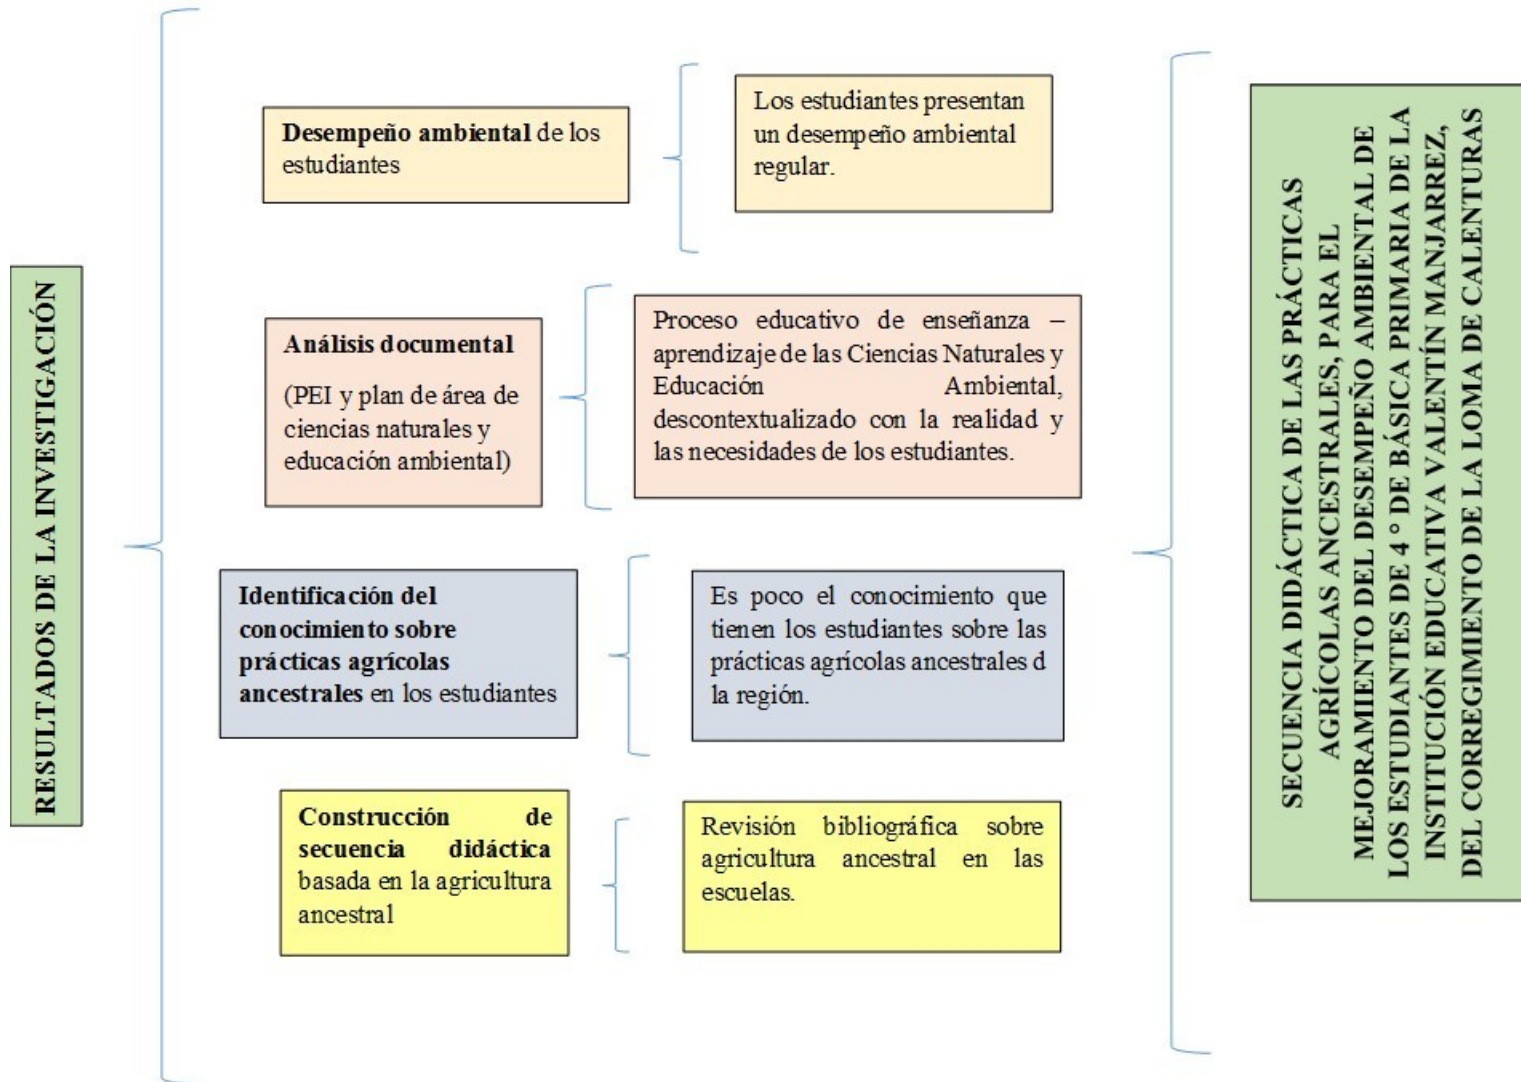 RESULTADOS DE LA INVESTIGACIÓN
Desempeño ambiental de los
estudiantes
Los estudiantes presentan
un desempeño ambiental
regular.
Análisis documental
(PEI y plan de área de
ciencias naturales y
educación ambiental)
Proceso educativo de enseñanza –
aprendizaje de las Ciencias Naturales y
Educación Ambiental,
descontextualizado con la realidad y
las necesidades de los estudiantes.
Identificación del
conocimiento sobre
prácticas agrícolas
ancestrales en los estudiantes
Es poco el conocimiento que
tienen los estudiantes sobre las
prácticas agrícolas ancestrales d
la región.
Construcción de
secuencia didáctica
basada en la agricultura
ancestral
Revisión bibliográfica sobre
agricultura ancestral en las
escuelas.
SECUENCIA DIDÁCTICA DE LAS PRÁCTICAS
AGRÍCOLAS ANCESTRALES, PARA EL
MEJORAMIENTO DEL DESEMPEÑO AMBIENTAL DE
LOS ESTUDIANTES DE 4 ° DE BÁSICA PRIMARIA DE LA
INSTITUCIÓN EDUCATIVA VALENTÍN MANJARREZ,
DEL CORREGIMIENTO DE LA LOMA DE CALENTURAS